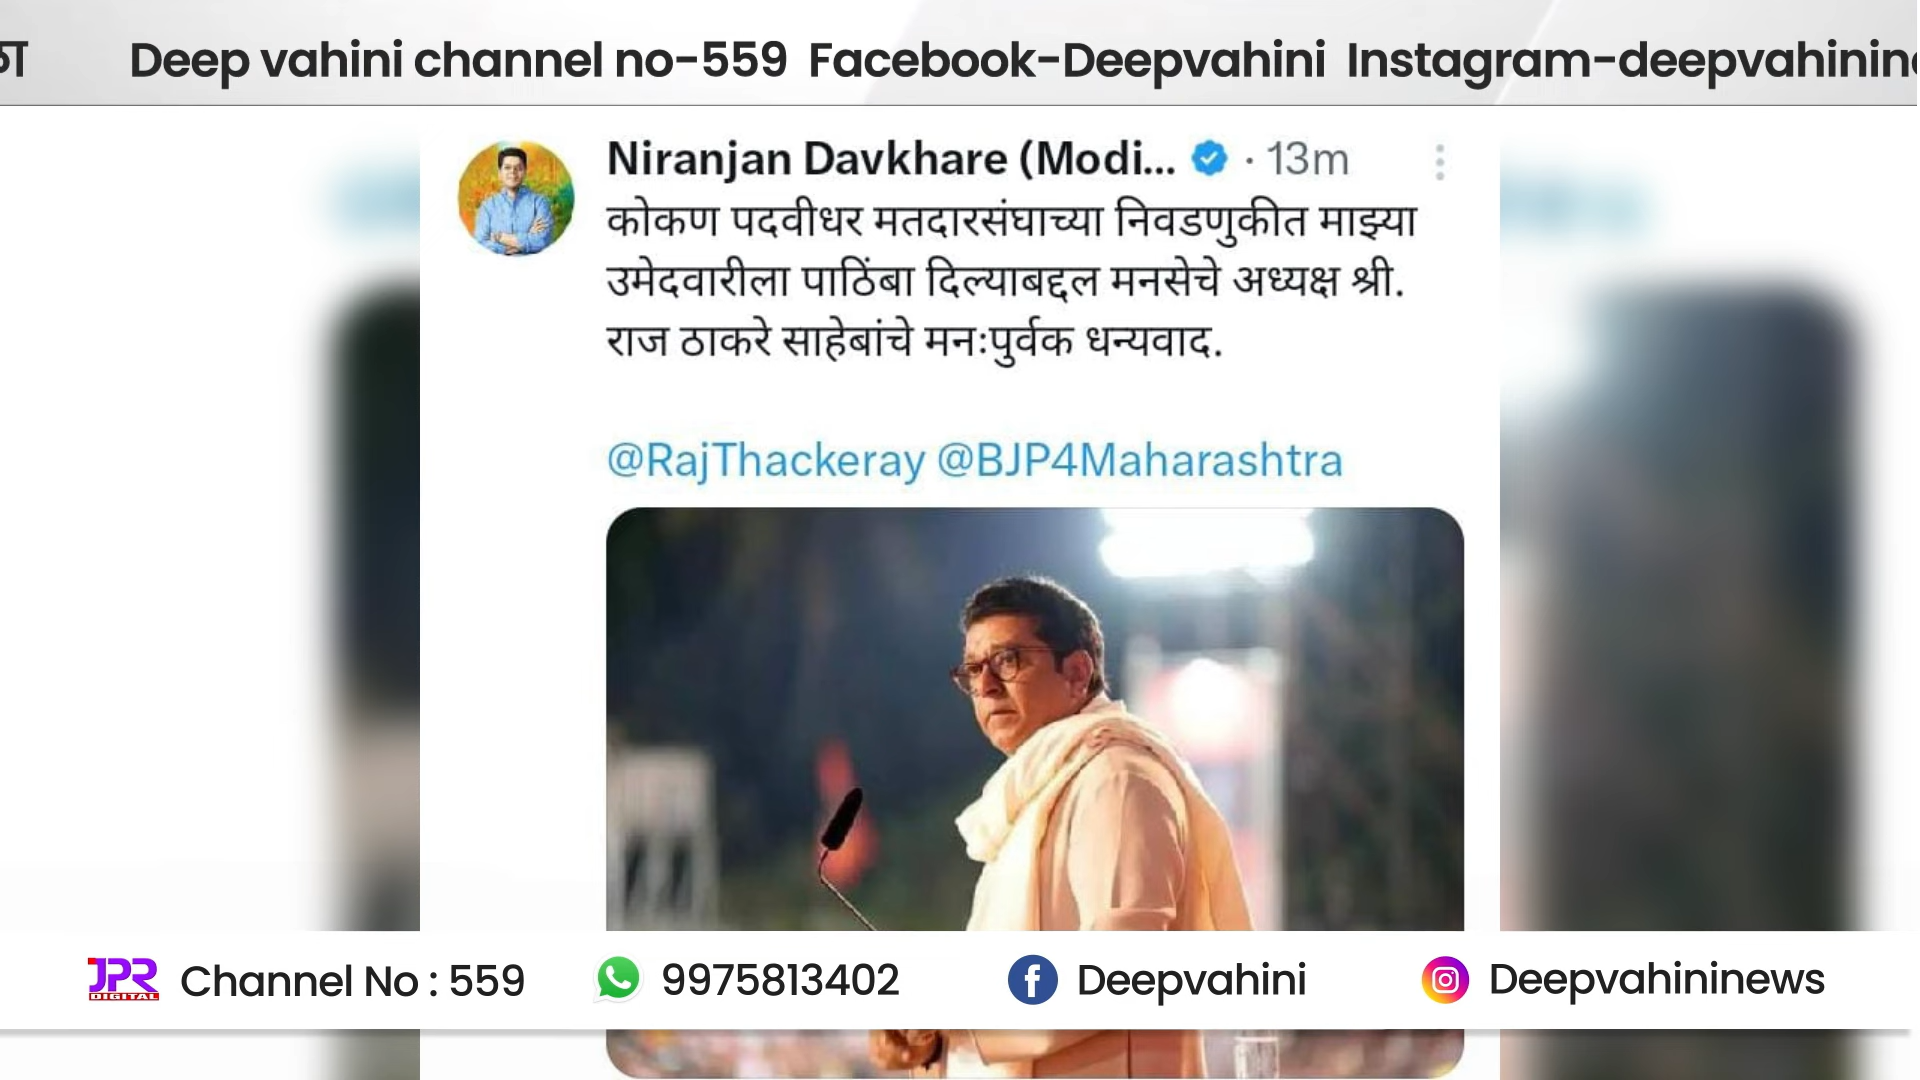 Deep vahini channel no-559 Facebook-Deepvahini Instagram-deepvahinin
Niranjan Davkhare (Modi... · 13m
कोकण पदवीधर मतदारसंघाच्या निवडणुकीत माझ्या
उमेदवारीला पाठिंबा दिल्याबद्दल मनसेचे अध्यक्ष श्री.
राज ठाकरे साहेबांचे मनःपुर्वक धन्यवाद.
@RajThackeray @BJP4Maharashtra
JPR DIGITAL Channel No : 559 9975813402 Deepvahini Deepvahininews